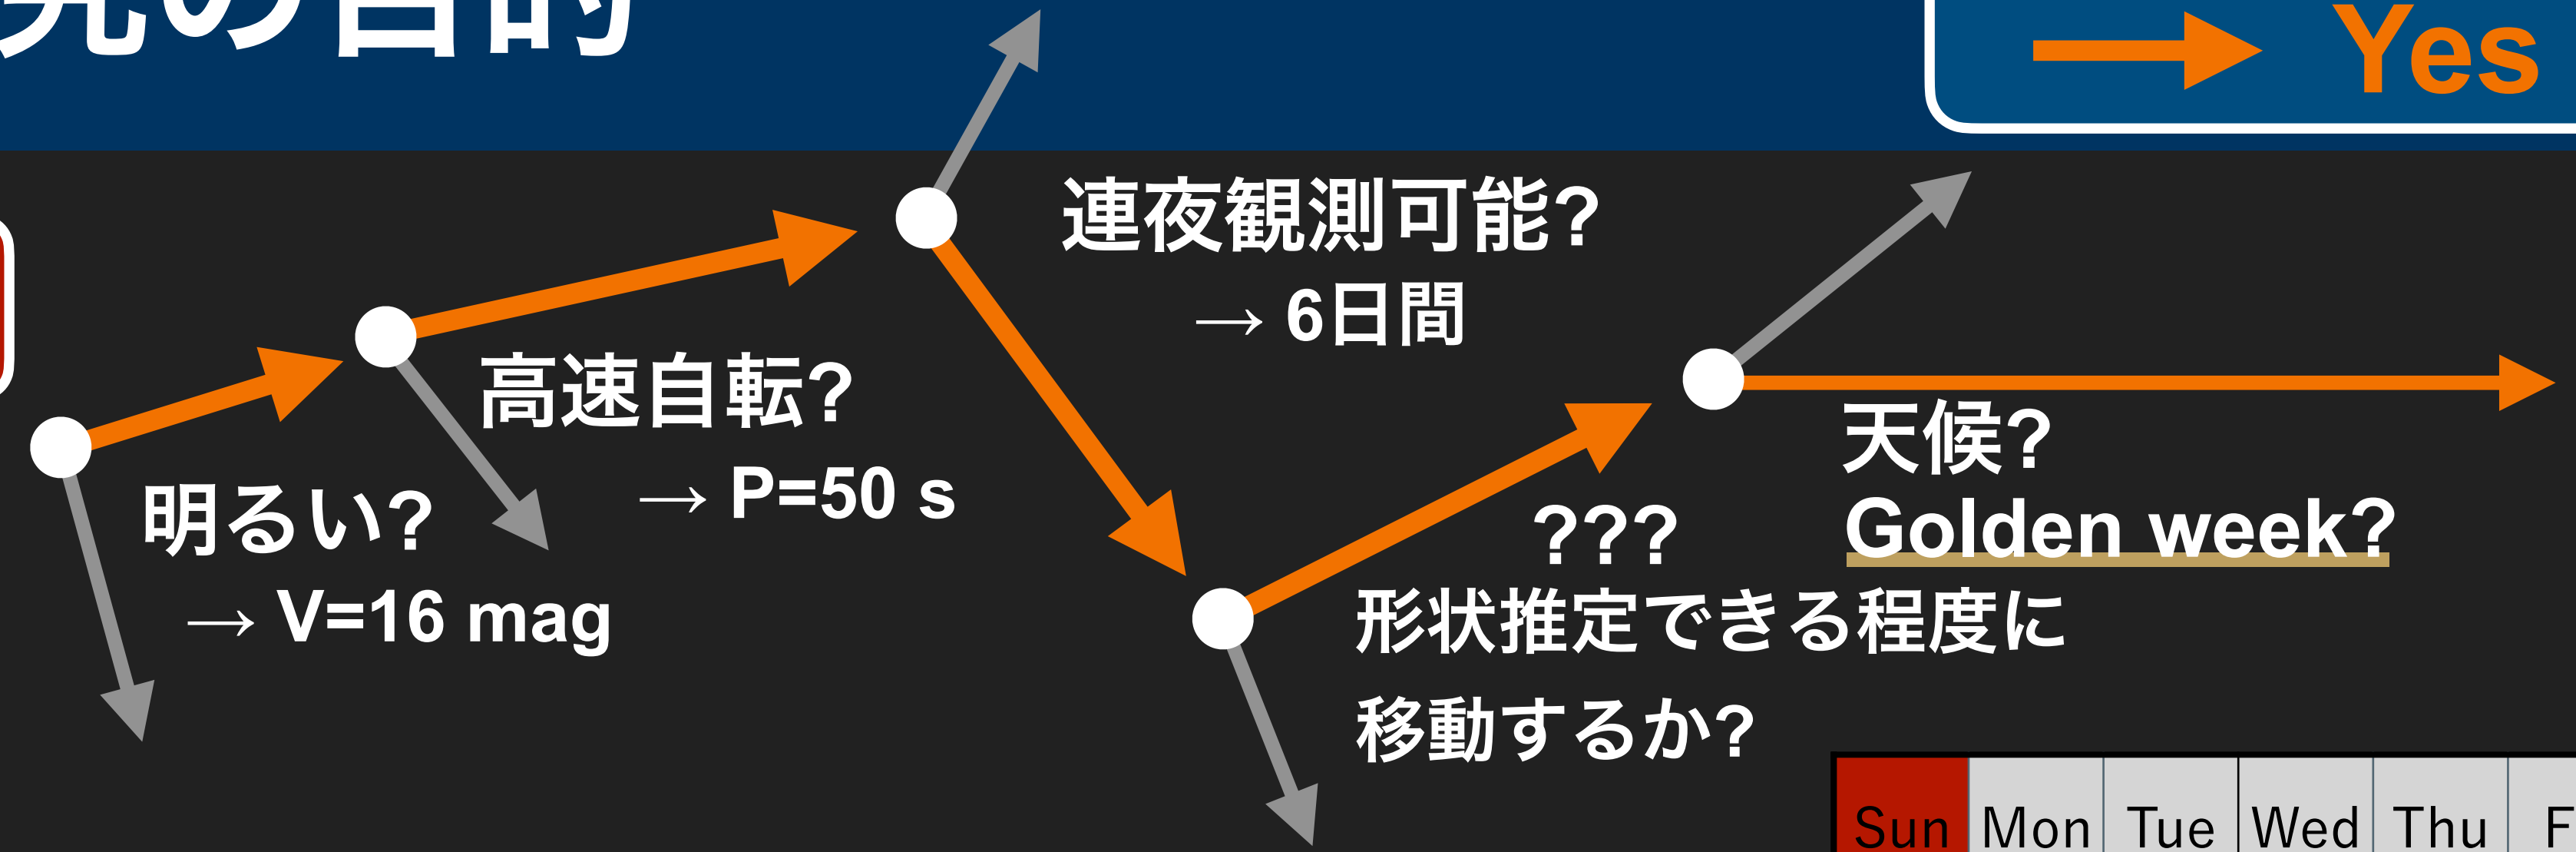 の目的
Yes
連夜観測可能?
→ 6日間
高速自転?
→ P=50 s
天候?
Golden week?
明るい?
→ V=16 mag
???
形状推定できる程度に
移動するか?
Sun Mon Tue Wed Thu